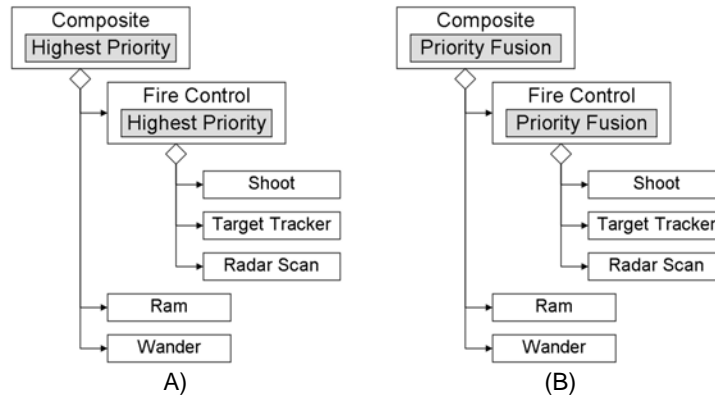 Composite
Highest Priority
Fire Control
Highest Priority
Shoot
Target Tracker
Radar Scan
Ram
Wander
A)
Composite
Priority Fusion
Fire Control
Priority Fusion
Shoot
Target Tracker
Radar Scan
Ram
Wander
(B)